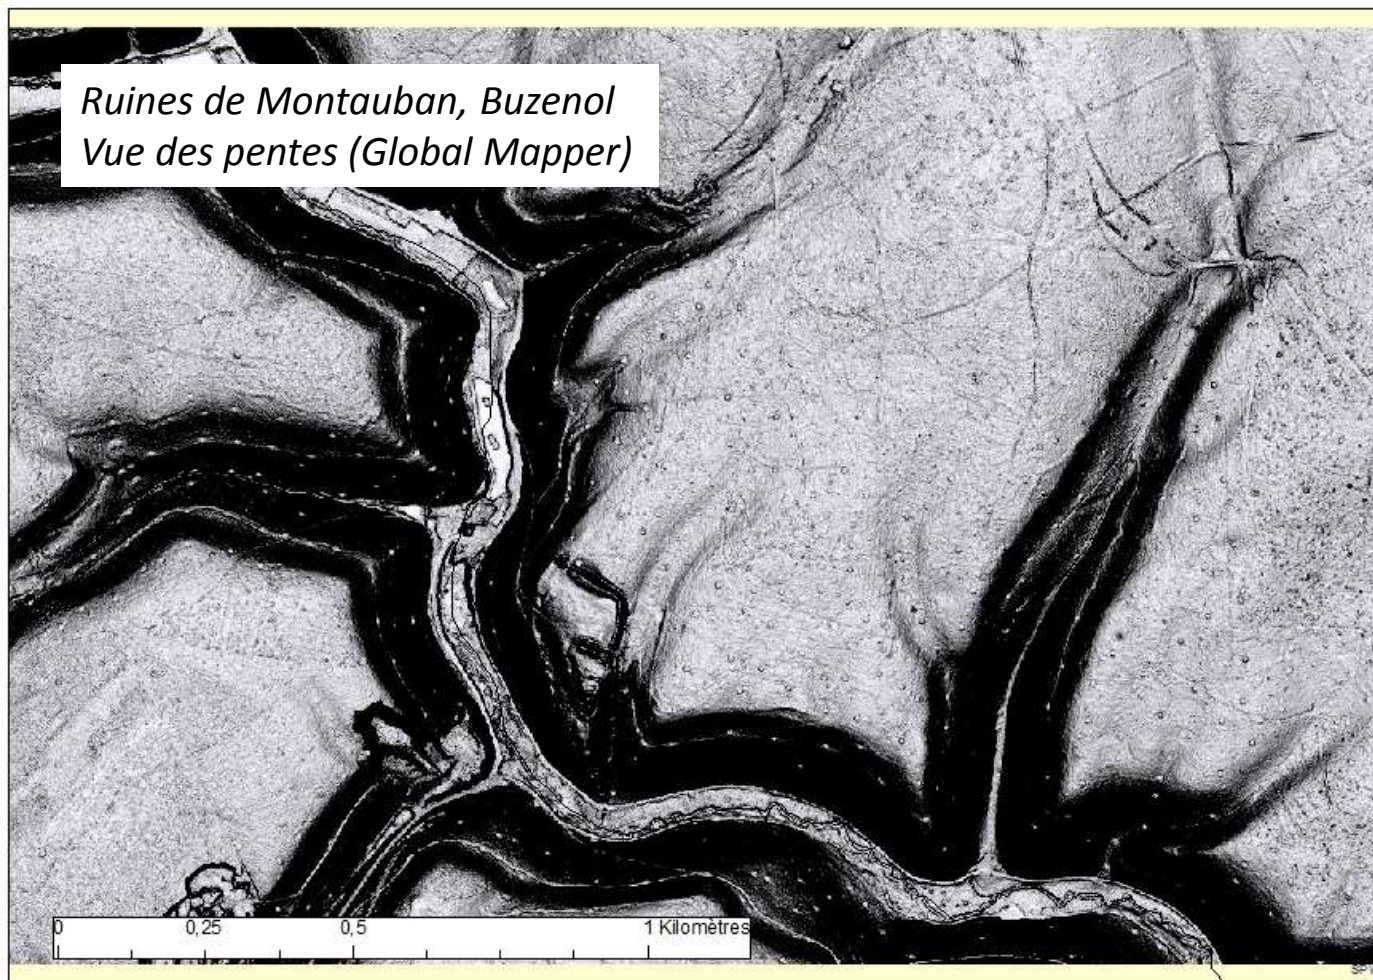 Ruines de Montauban, Buzenol
Vue des pentes (Global Mapper)
0 0,25 0,5 1 Kilomètres